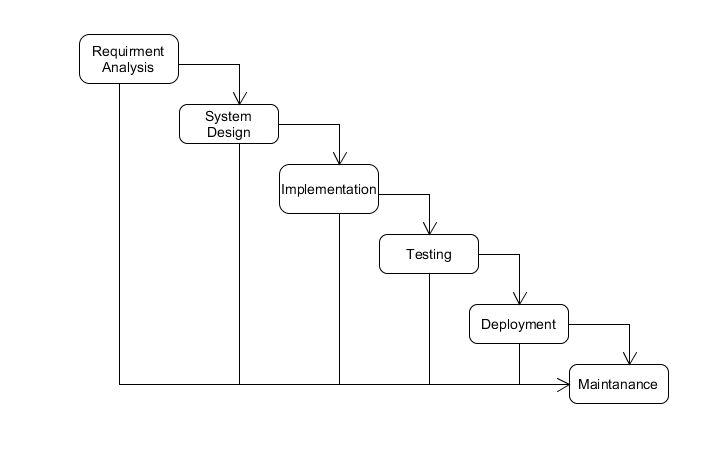 Requirment
Analysis
System
Design
Implementation
Testing
Deployment
Maintanance